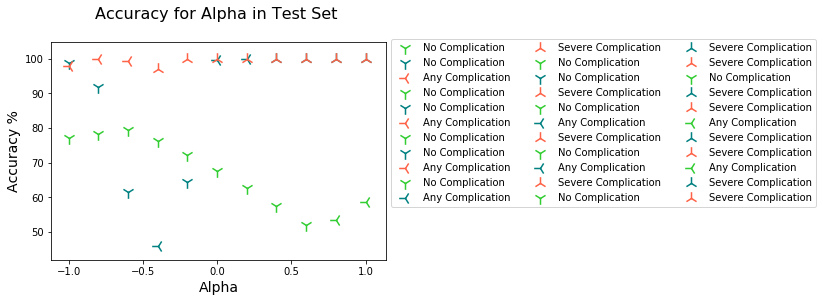 Accuracy for Alpha in Test Set
Accuracy %
100
90
80
70
60
50
−1.0 −0.5 0.0 0.5 1.0
Alpha
No Complication Severe Complication Severe Complication
No Complication No Complication Severe Complication
Any Complication No Complication No Complication
No Complication Severe Complication Severe Complication
No Complication No Complication Severe Complication
Any Complication Any Complication Any Complication
No Complication Severe Complication Severe Complication
No Complication No Complication Severe Complication
Any Complication Any Complication Any Complication
No Complication Severe Complication Severe Complication
Any Complication No Complication Severe Complication